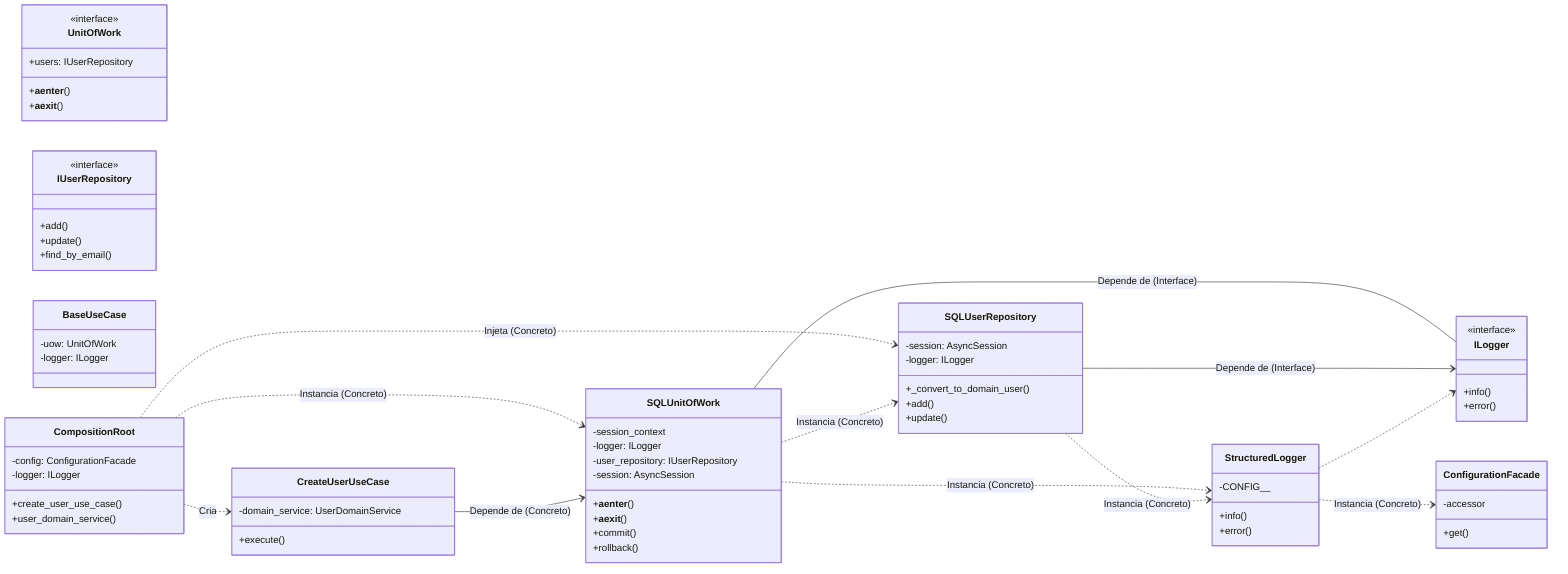 «interface»
UnitOfWork
+users: IUserRepository
+aenter()
+aexit()
«interface»
IUserRepository
+add()
+update()
+find_by_email()
BaseUseCase
-uow: UnitOfWork
-logger: ILogger
CompositionRoot
-config: ConfigurationFacade
-logger: ILogger
+create_user_use_case()
+user_domain_service()
Injeta (Concreto)
Instancia (Concreto)
Cria
CreateUserUseCase
-domain_service: UserDomainService
+execute()
Depende de (Concreto)
SQLUnitOfWork
-session_context
-logger: ILogger
-user_repository: IUserRepository
-session: AsyncSession
+aenter()
+aexit()
+commit()
+rollback()
Depende de (Interface)
Instancia (Concreto)
Instancia (Concreto)
SQLUserRepository
-session: AsyncSession
-logger: ILogger
+_convert_to_domain_user()
+add()
+update()
Depende de (Interface)
Instancia (Concreto)
StructuredLogger
-CONFIG__
+info()
+error()
Instancia (Concreto)
«interface»
ILogger
+info()
+error()
ConfigurationFacade
-accessor
+get()